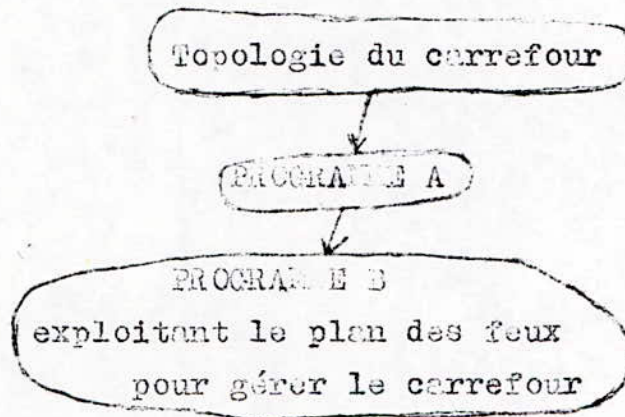 Topologie du carrefour
PROGRAMME A
PROGRAMME B
exploitant le plan des feux
pour gérer le carrefour